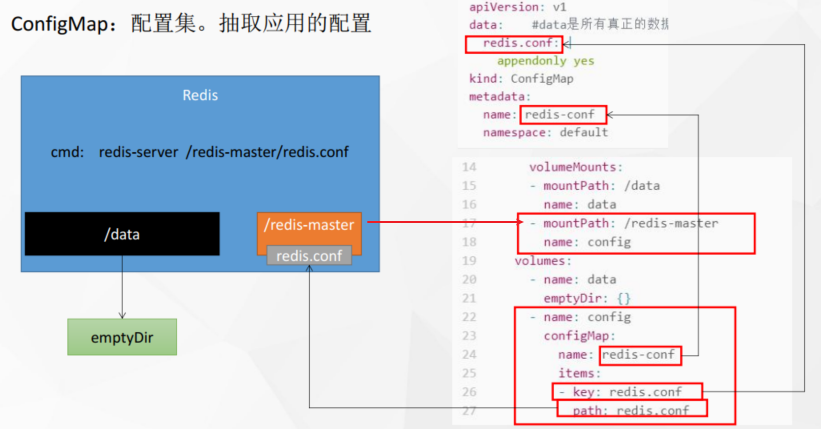 ConfigMap：配置集。抽取应用的配置
Redis
cmd: redis-server /redis-master/redis.conf
/data
/redis-master
redis.conf
emptyDir
apiVersion: v1
data: #data是所有真正的数据
redis.conf:
appendonly yes
kind: ConfigMap
metadata:
name: redis-conf
namespace: default
14 volumeMounts:
15 - mountPath: /data
16 name: data
17 - mountPath: /redis-master
18 name: config
19 volumes:
20 - name: data
21 emptyDir: {}
22 - name: config
23 configMap:
24 name: redis-conf
25 items:
26 - key: redis.conf
27 path: redis.conf